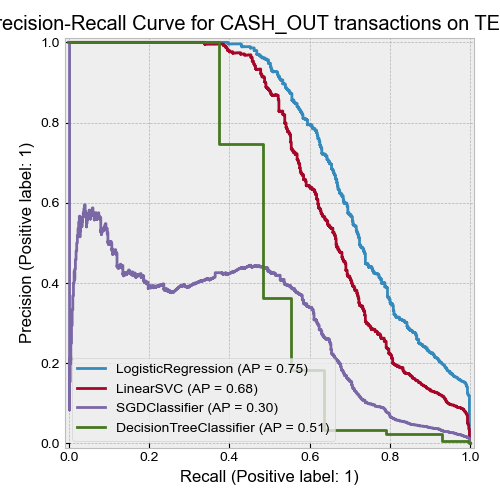 recision-Recall Curve for CASH_OUT transactions on TE
1.0
0.8
0.6
0.4
0.2
0.0
Precision (Positive label: 1)
LogisticRegression (AP = 0.75)
LinearSVC (AP = 0.68)
SGDClassifier (AP = 0.30)
DecisionTreeClassifier (AP = 0.51)
0.0 0.2 0.4 0.6 0.8 1.0
Recall (Positive label: 1)